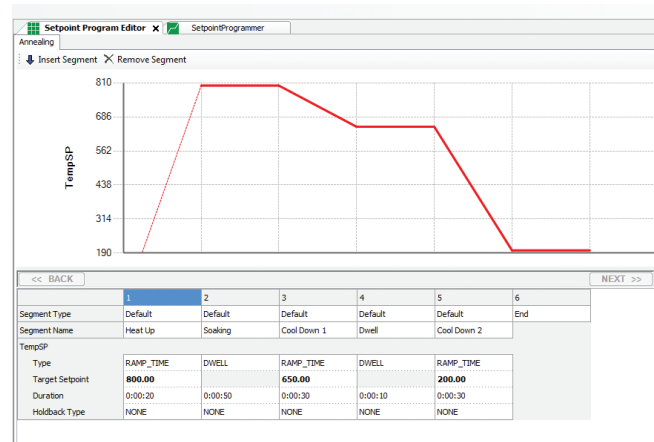 Setpoint Program Editor x SetpointProgrammer
Annealing
Insert Segment Remove Segment
810
686
562
438
314
190
TempSP
<< BACK NEXT >>
1 2 3 4 5 6
Segment Type Default Default Default Default Default End
Segment Name Heat Up Soaking Cool Down 1 Dwell Cool Down 2
TempSP
Type RAMP_TIME DWELL RAMP_TIME DWELL RAMP_TIME
Target Setpoint 800.00 650.00 200.00
Duration 0:00:20 0:00:50 0:00:30 0:00:10 0:00:30
Holdback Type NONE NONE NONE NONE NONE